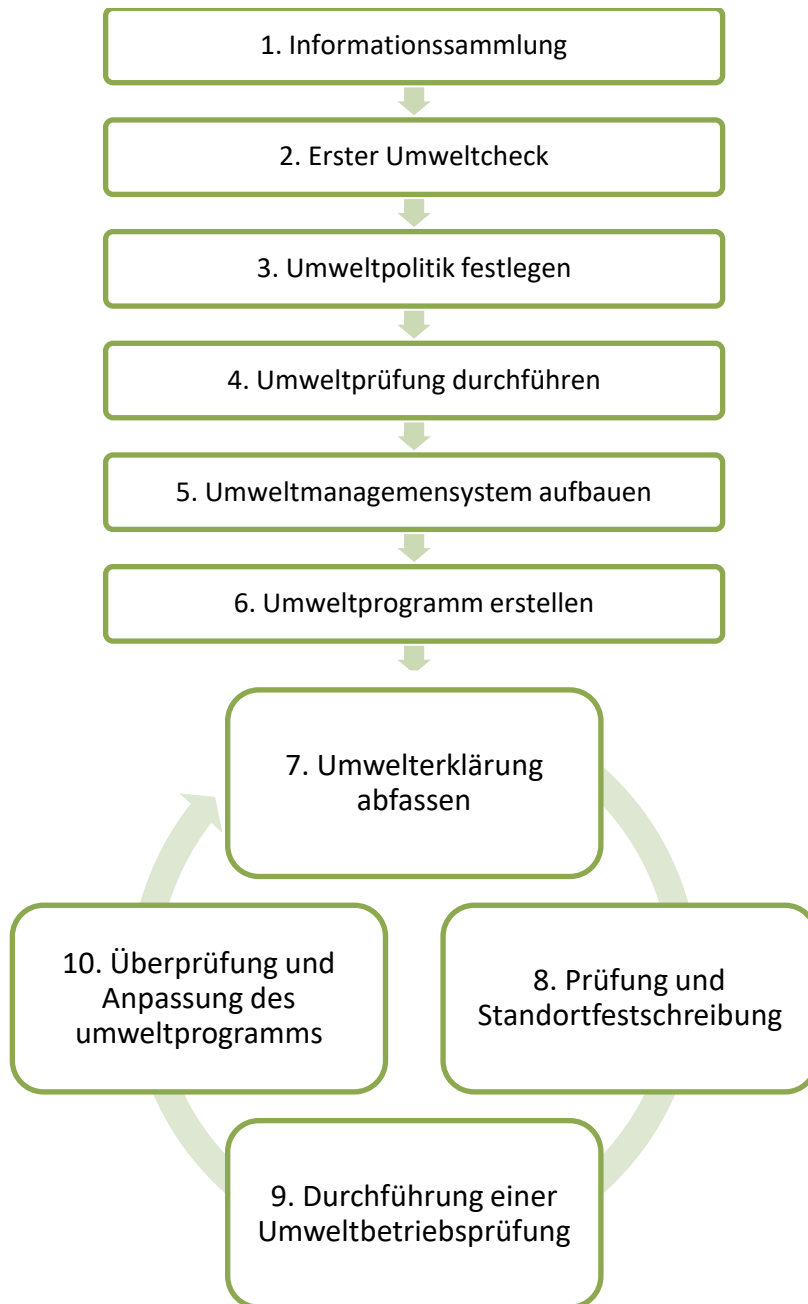 1. Informationssammlung
2. Erster Umweltcheck
3. Umweltpolitik festlegen
4. Umweltprüfung durchführen
5. Umweltmanagemensystem aufbauen
6. Umweltprogramm erstellen
7. Umwelterklärung
abfassen
8. Prüfung und
Standortfestschreibung
9. Durchführung einer
Umweltbetriebsprüfung
10. Überprüfung und
Anpassung des
umweltprogramms